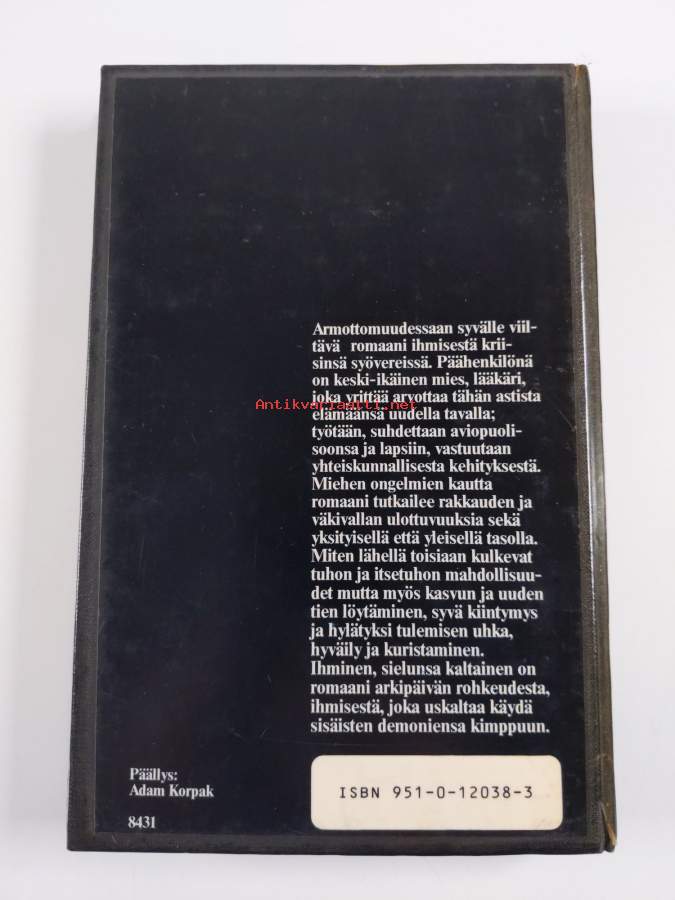 Armottomuudessaan syvälle viil-
tävä romaani ihmisestä krii-
sinsä syövereissä. Päähenkilönä
on keski-ikäinen mies, lääkäri,
joka yrittää arvottaa tähän astista
Antikvariaatti.net
elämäänsä uudella tavalla;
työtään, suhdettaan aviopuoli-
soonsa ja lapsiin, vastuutaan
yhteiskunnallisesta kehityksestä.
Miehen ongelmien kautta
romaani tutkailee rakkauden ja
väkivallan ulottuvuuksia sekä
yksityisellä että yleisellä tasolla.
Miten lähellä toisiaan kulkevat
tuhon ja itsetuhon mahdollisuu-
det mutta myös kasvun ja uuden
tien löytäminen, syvä kiintymys
ja hylätyksi tulemisen uhka,
hyväily ja kuristaminen.
Ihminen, sielunsa kaltainen on
romaani arkipäivän rohkeudesta,
ihmisestä, joka uskaltaa käydä
sisäisten demoniensa kimppuun.
Päällys:
Adam Korpak
8431
ISBN 951-0-12038-3